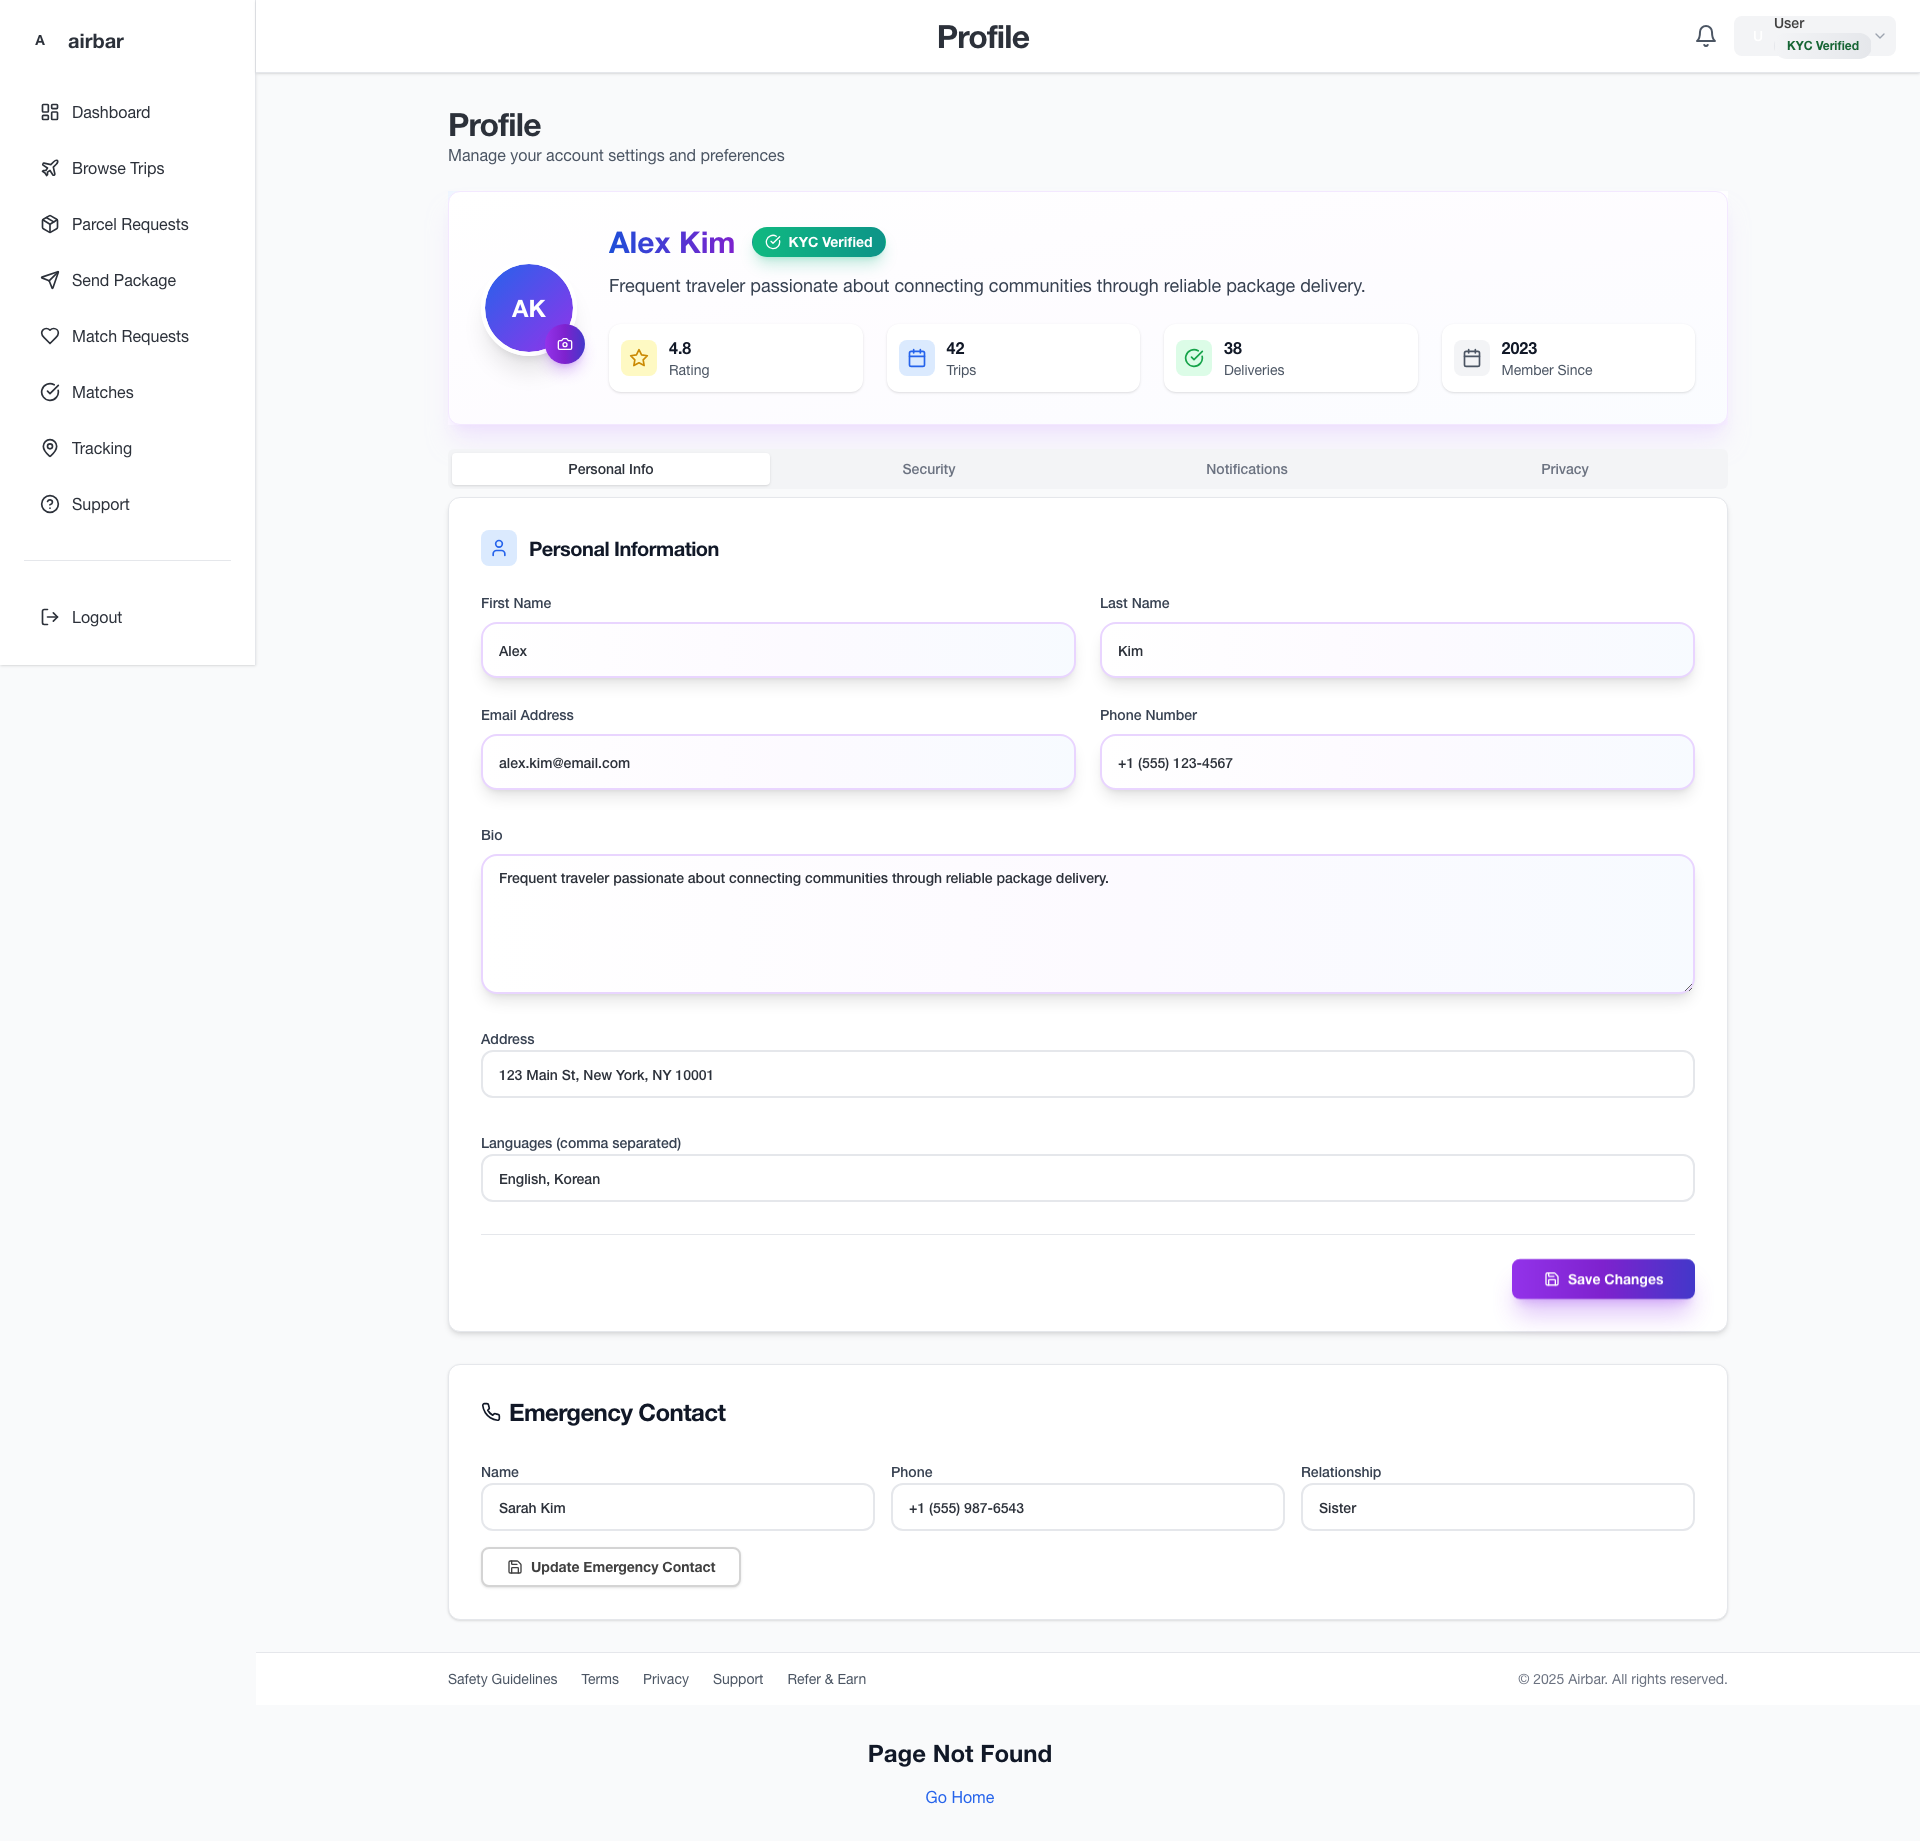 A airbar
Dashboard
Browse Trips
Parcel Requests
Send Package
Match Requests
Matches
Tracking
Support
Logout
Profile
U
User
KYC Verified
Profile
Manage your account settings and preferences
AK
Alex Kim
KYC Verified
Frequent traveler passionate about connecting communities through reliable package delivery.
4.8
Rating
42
Trips
38
Deliveries
2023
Member Since
Personal Info
Security
Notifications
Privacy
Personal Information
First Name
Alex
Last Name
Kim
Email Address
alex.kim@email.com
Phone Number
+1 (555) 123-4567
Bio
Frequent traveler passionate about connecting communities through reliable package delivery.
Address
123 Main St, New York, NY 10001
Languages (comma separated)
English, Korean
Save Changes
Emergency Contact
Name
Sarah Kim
Phone
+1 (555) 987-6543
Relationship
Sister
Update Emergency Contact
Safety Guidelines
Terms
Privacy
Support
Refer & Earn
© 2025 Airbar. All rights reserved.
Page Not Found
Go Home